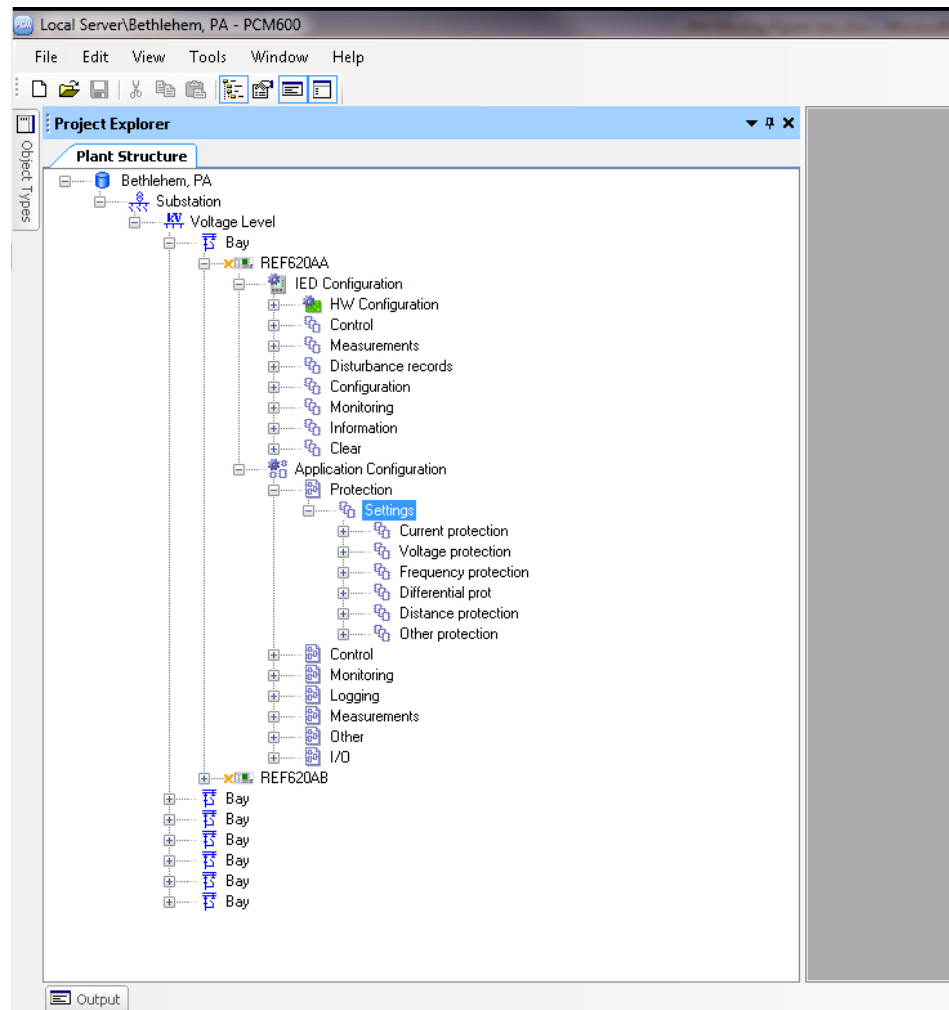 Local Server\Bethlehem, PA - PCM600
File Edit View Tools Window Help
Object Types
Project Explorer
Plant Structure
Bethlehem, PA
Substation
Voltage Level
Bay
REF620AA
IED Configuration
HW Configuration
Control
Measurements
Disturbance records
Configuration
Monitoring
Information
Clear
Application Configuration
Protection
Settings
Current protection
Voltage protection
Frequency protection
Differential prot
Distance protection
Other protection
Control
Monitoring
Logging
Measurements
Other
I/O
REF620AB
Bay
Bay
Bay
Bay
Bay
Bay
Output